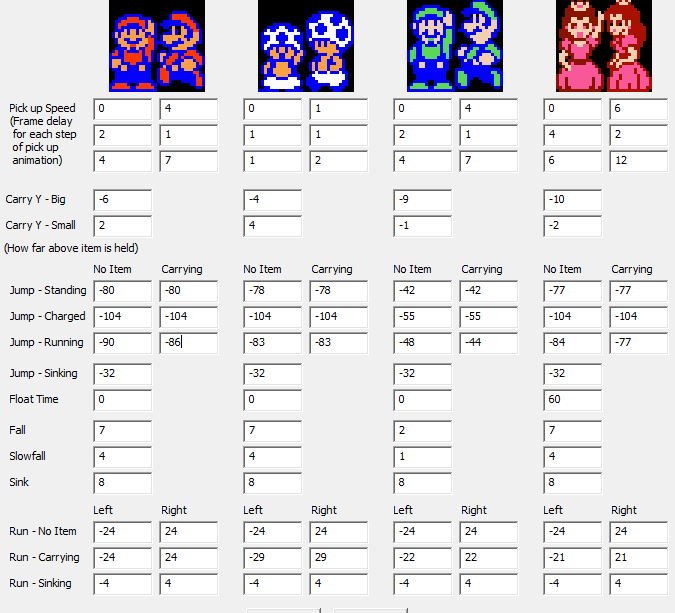 Pick up Speed 0 4 0 1 0 4 0 6
(Frame delay
for each step 2 1 1 1 2 1 4 2
of pick up
animation) 4 7 1 2 4 7 6 12
Carry Y - Big -6 -4 -9 -10
Carry Y - Small 2 4 -1 -2
(How far above item is held)
No Item Carrying No Item Carrying No Item Carrying No Item Carrying
Jump - Standing -80 -80 -78 -78 -42 -42 -77 -77
Jump - Charged -104 -104 -104 -104 -55 -55 -104 -104
Jump - Running -90 -86 -83 -83 -48 -44 -84 -77
Jump - Sinking -32 -32 -32 -32
Float Time 0 0 0 60
Fall 7 7 2 7
Slowfall 4 4 1 4
Sink 8 8 8 8
Left Right Left Right Left Right Left Right
Run - No Item -24 24 -24 24 -24 24 -24 24
Run - Carrying -24 24 -29 29 -22 22 -21 21
Run - Sinking -4 4 -4 4 -4 4 -4 4